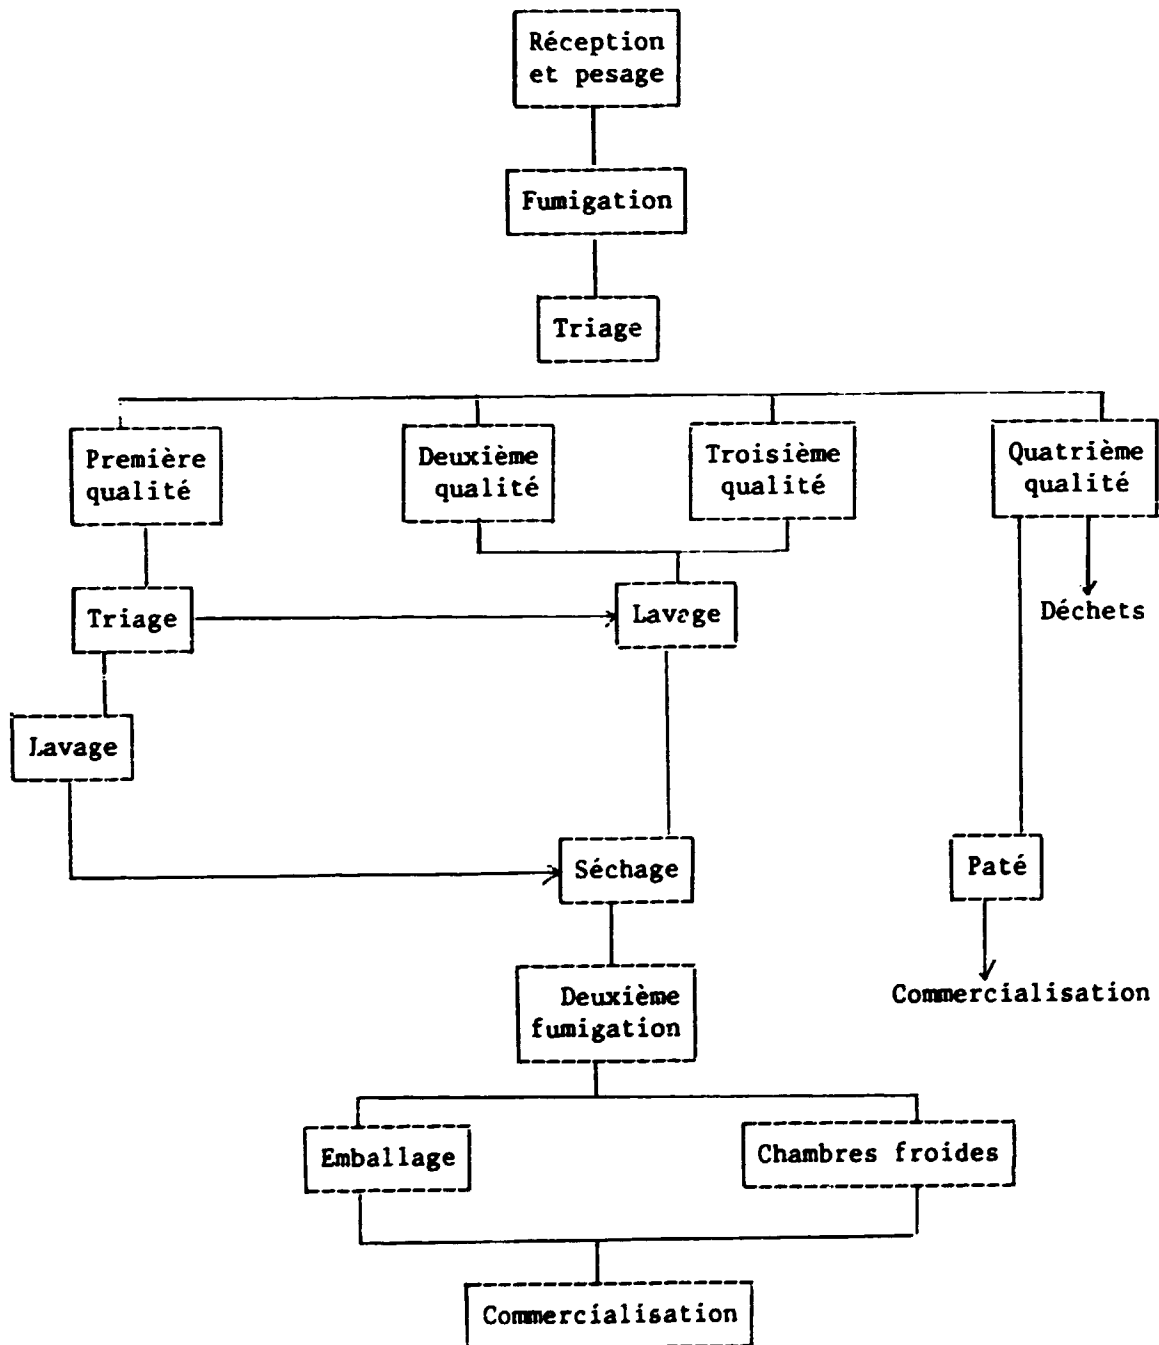 Réception
et pesage
Fumigation
Triage
Première
qualité
Deuxième
qualité
Troisième
qualité
Quatrième
qualité
Triage
Lavage
Déchets
Lavage
Séchage
Paté
Deuxième
fumigation
Commercialisation
Emballage
Chambres froides
Commercialisation